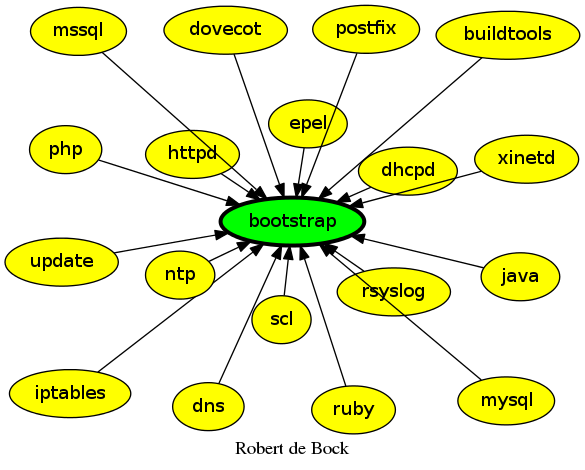 mssql
dovecot
postfix
buildtools
epel
php
httpd
dhcpd
xinetd
bootstrap
update
ntp
rsyslog
java
scl
iptables
dns
ruby
mysql
Robert de Bock